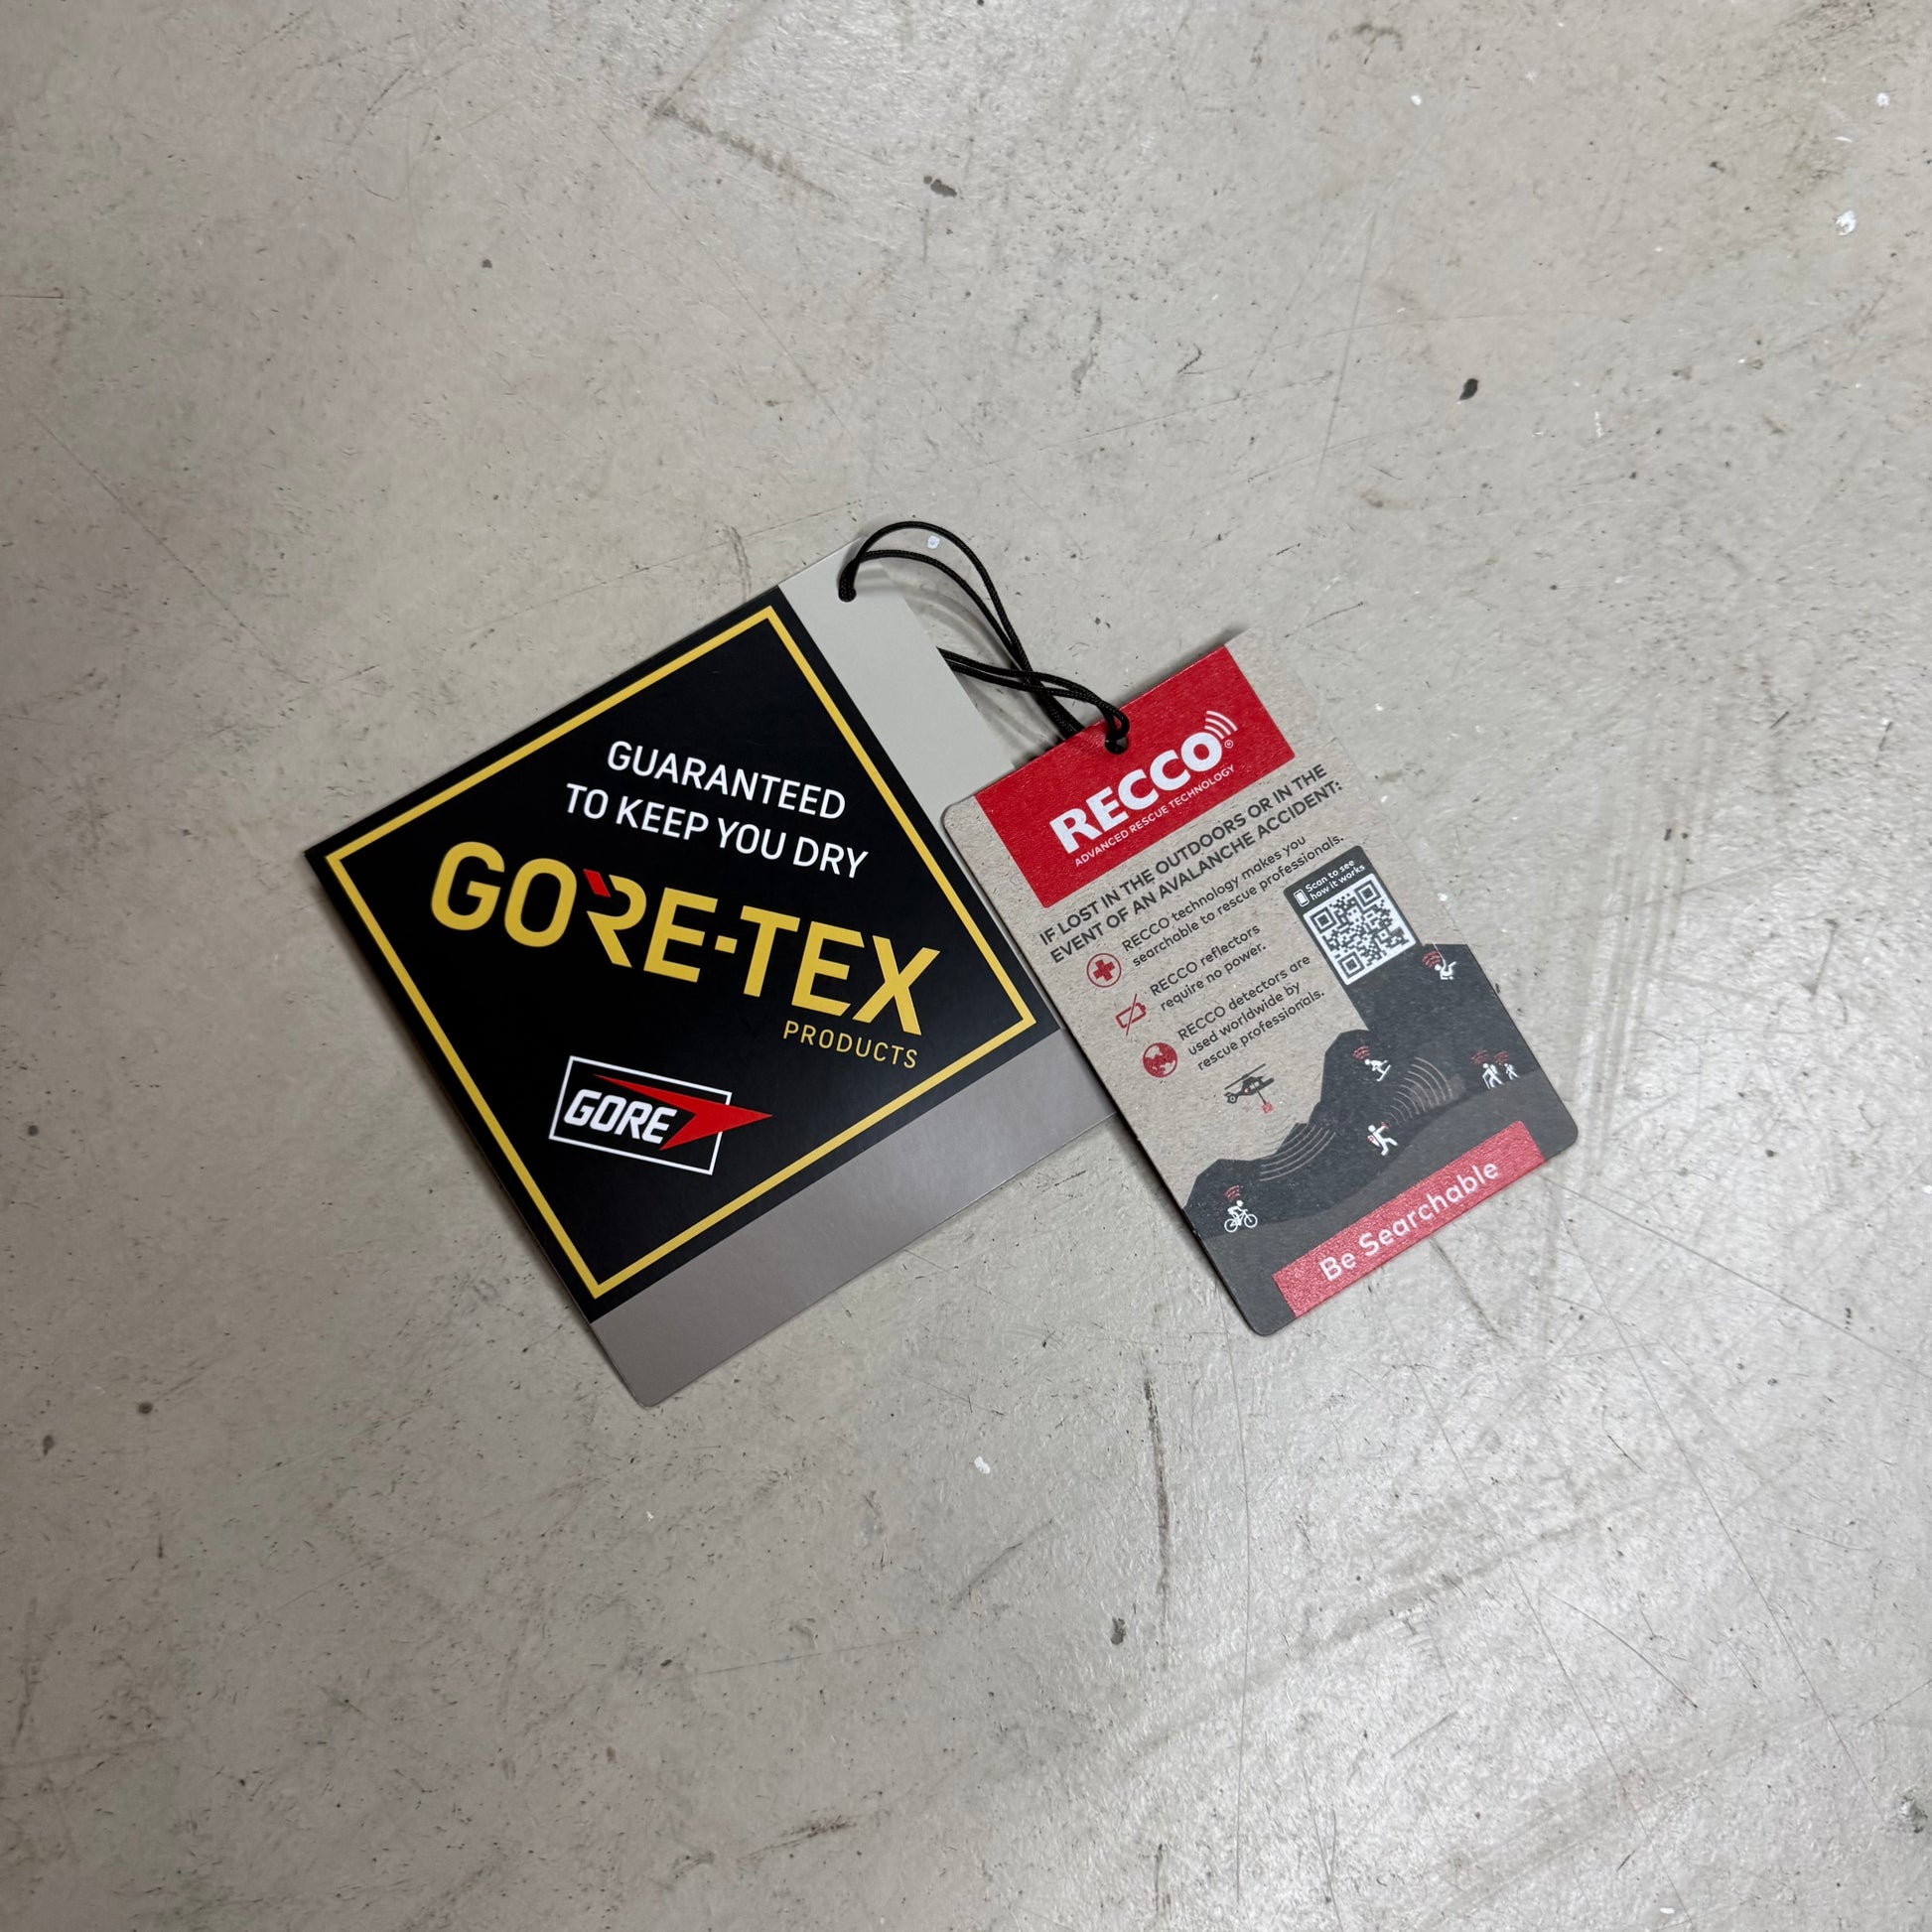 GUARANTEED
TO KEEP YOU DRY
GORE-TEX
PRODUCTS
GORE
RECCO®
ADVANCED RESCUE TECHNOLOGY
IF LOST IN THE OUTDOORS OR IN THE
EVENT OF AN AVALANCHE ACCIDENT:
RECCO technology makes you
searchable to rescue professionals.
Scan to see
how it works
RECCO reflectors
require no power.
RECCO detectors are
used worldwide by
rescue professionals.
Be Searchable